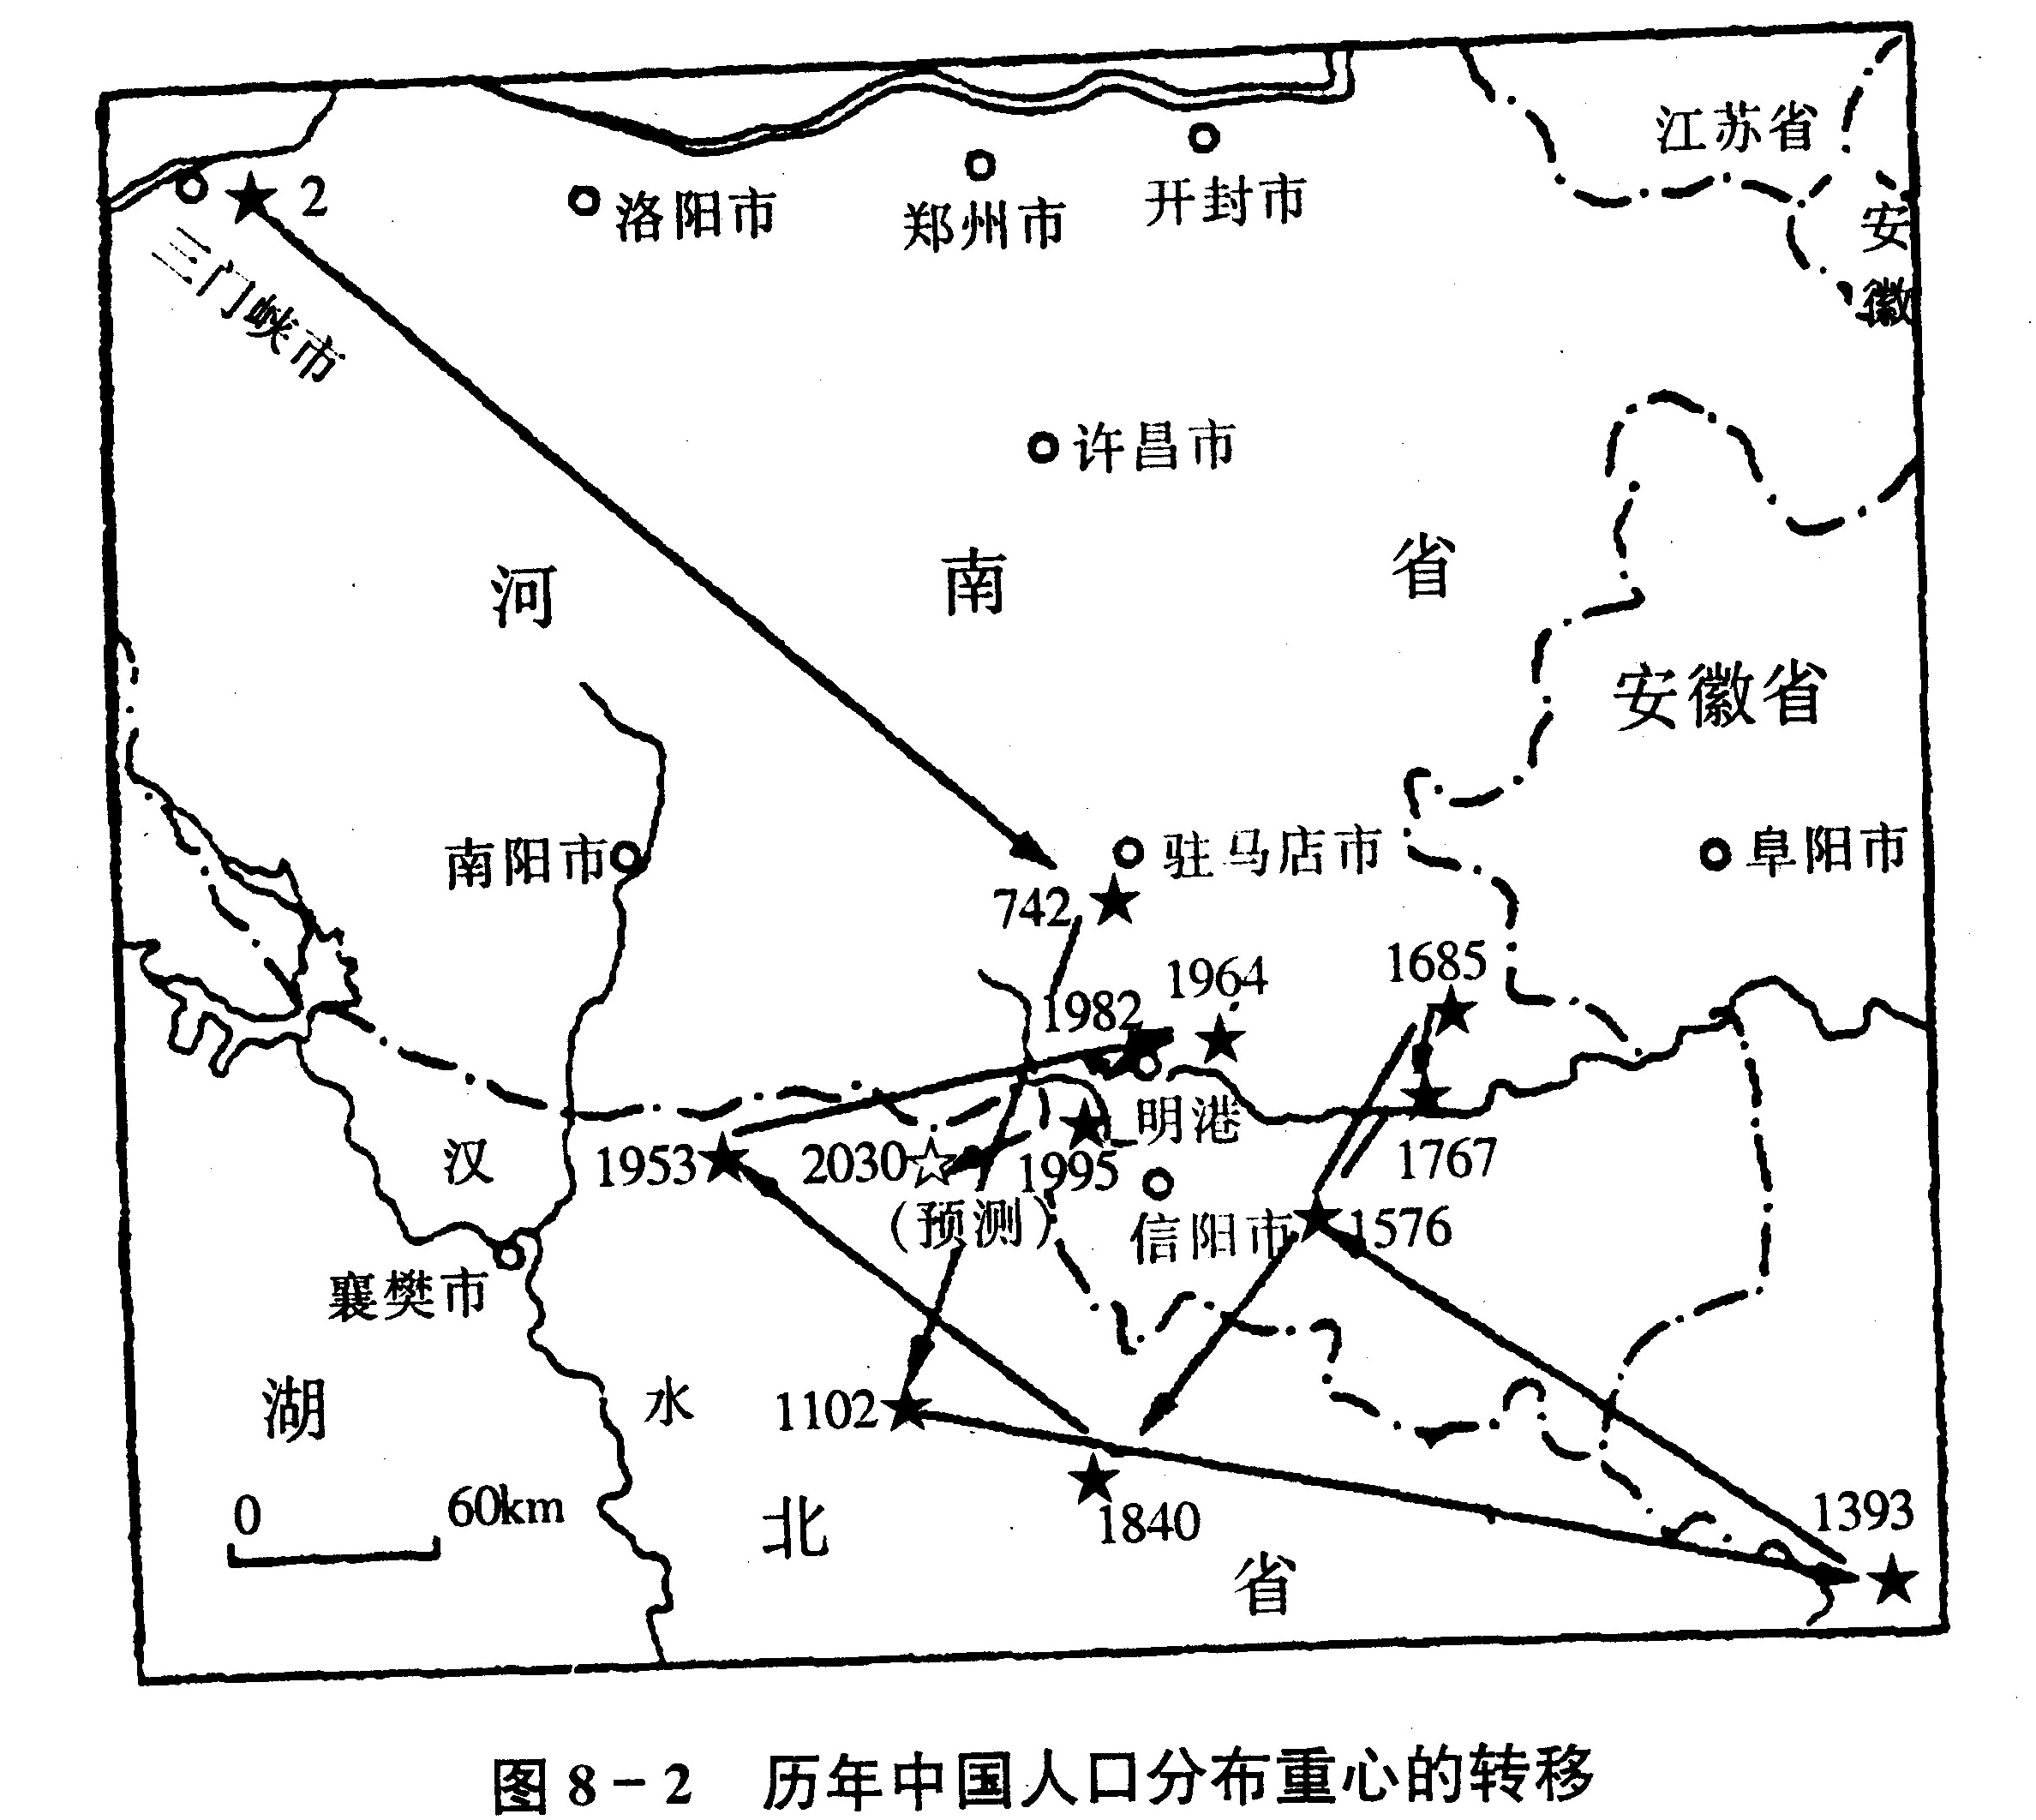 江苏省
2
洛阳市
郑州市
开封市
安
徽
三门峡市
许昌市
河
南
省
安徽省
南阳市
驻马店市
阜阳市
742
1964
1685
1982
明港
汉
1953
2030
1995
1767
(预测)
信阳市
1576
襄樊市
湖
水
1102
0
60km
北
1840
1393
省
图 8-2 历年中国人口分布重心的转移